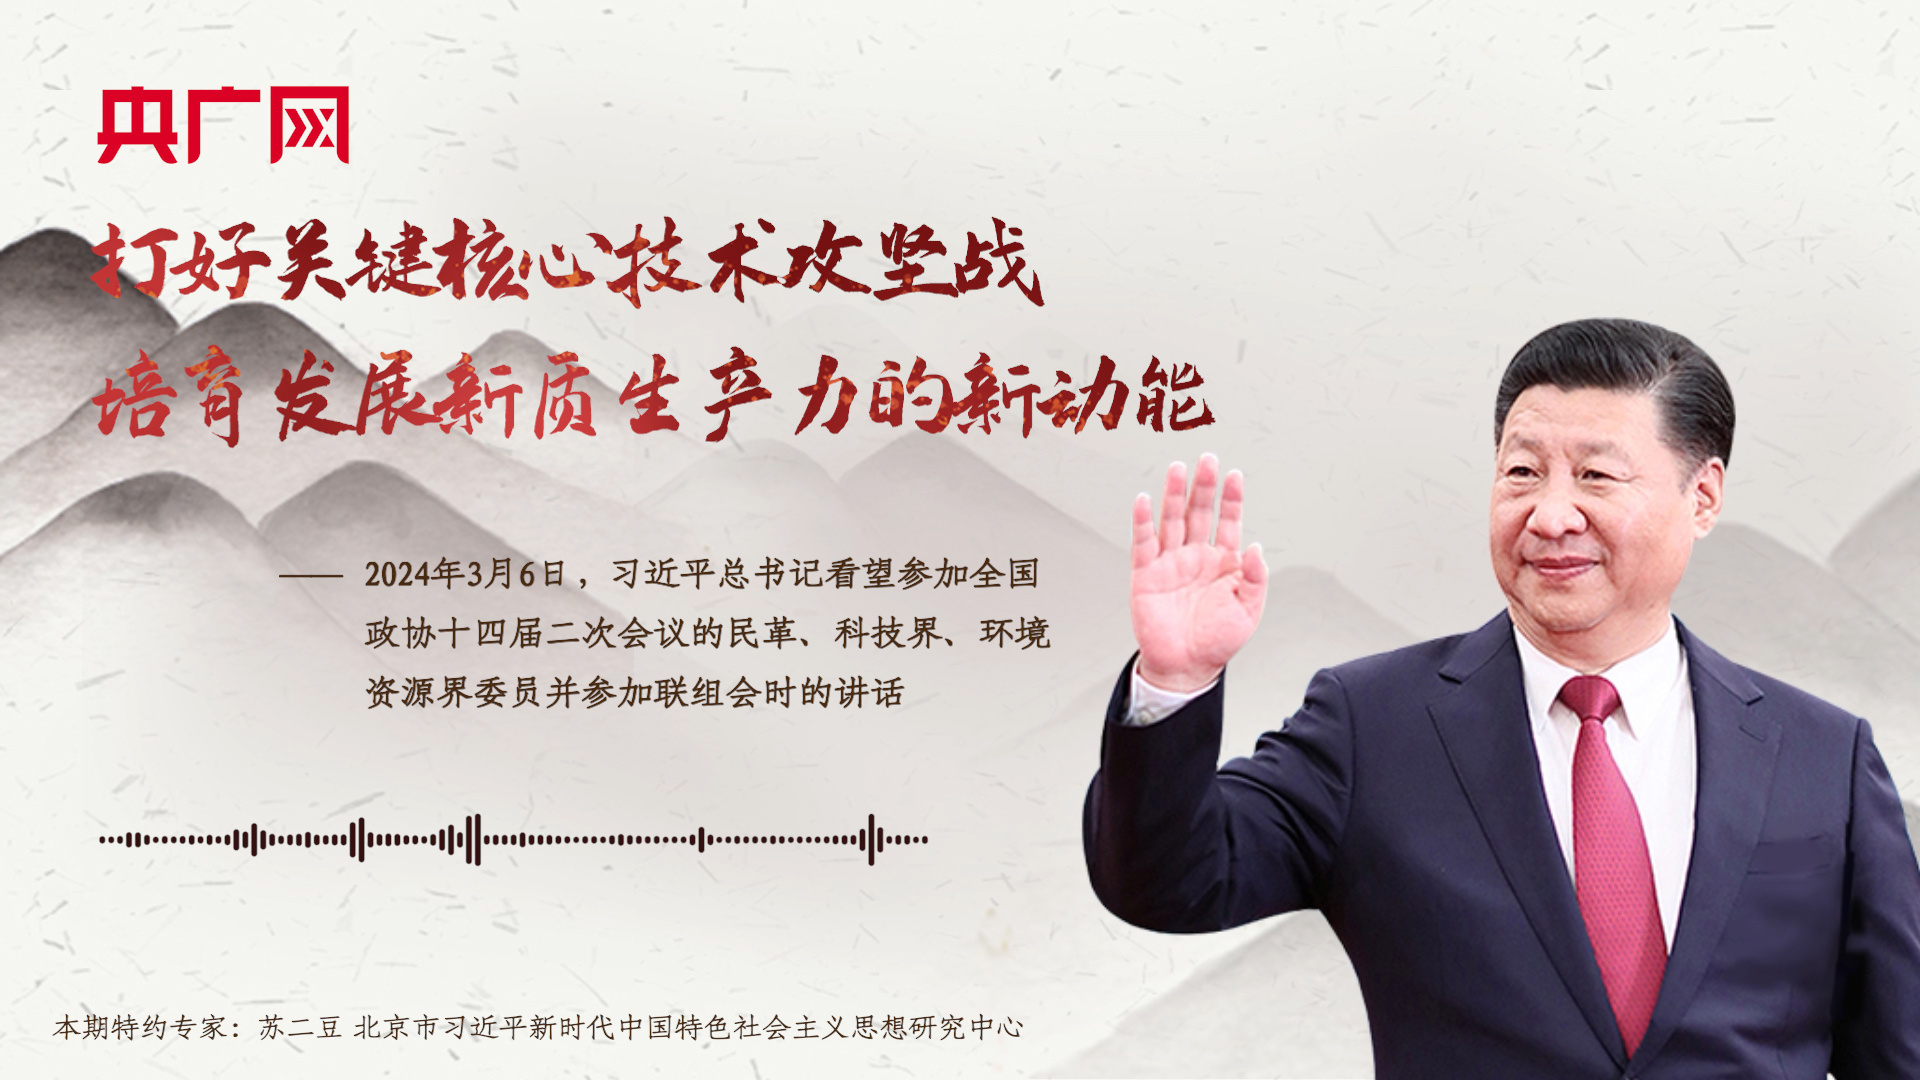 央广网
打好关键核心技术攻坚战
培育发展新质生产力的新动能
—— 2024年3月6日，习近平总书记看望参加全国
政协十四届二次会议的民革、科技界、环境
资源界委员并参加联组会时的讲话
本期特约专家：苏二豆 北京市习近平新时代中国特色社会主义思想研究中心